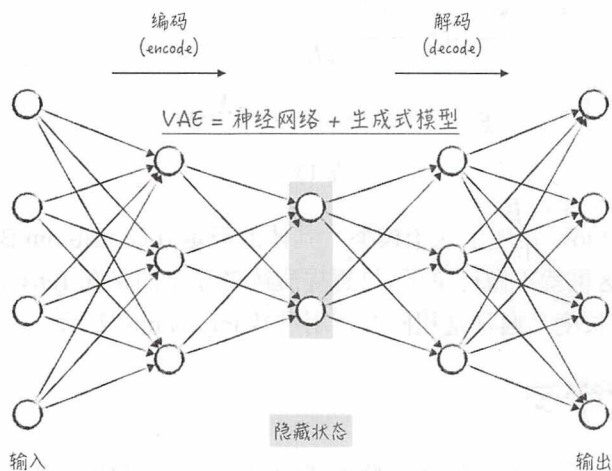 编码
(encode)
解码
(decode)
VAE = 神经网络 + 生成式模型
隐藏状态
输入
输出